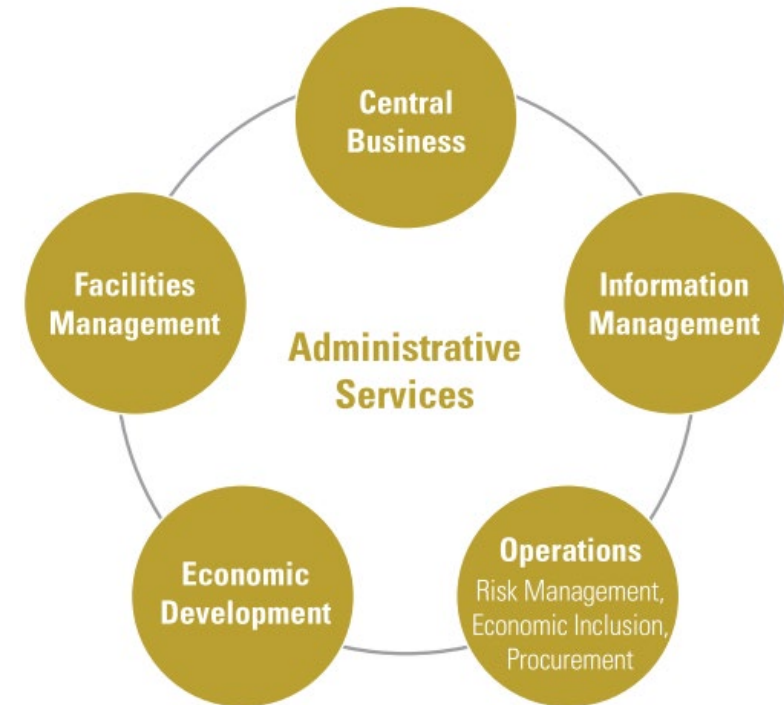 Central
Business
Facilities
Management
Information
Management
Administrative
Services
Economic
Development
Operations
Risk Management,
Economic Inclusion,
Procurement